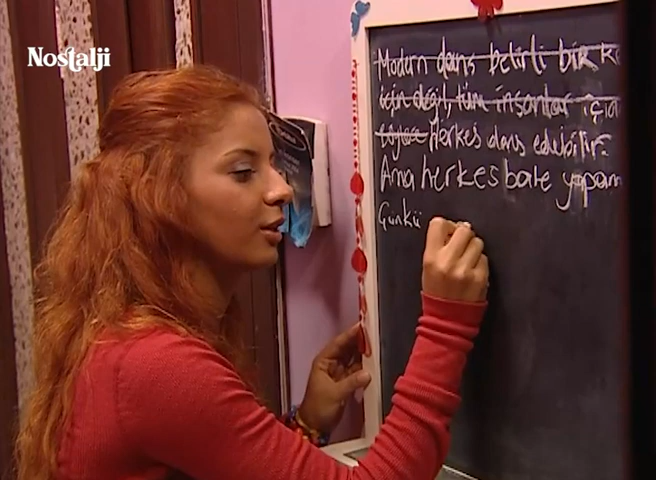 Nostalji
Modern dans belirli bir k
için değil, tüm insanlar için
Herkes dans edebilir.
Ama herkes bale yapam
Çünkü